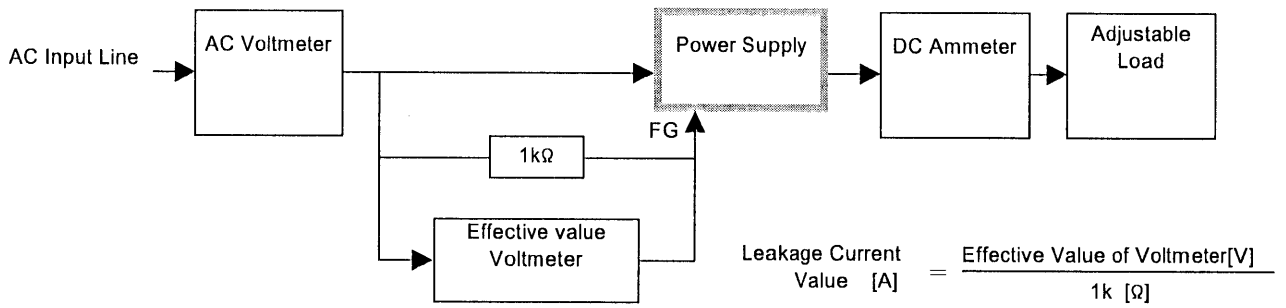 AC Input Line
AC Voltmeter
Power Supply
DC Ammeter
Adjustable
Load
FG
1kΩ
Effective value
Voltmeter
Leakage Current
Value [A]
=
Effective Value of Voltmeter[V]
1k [Ω]